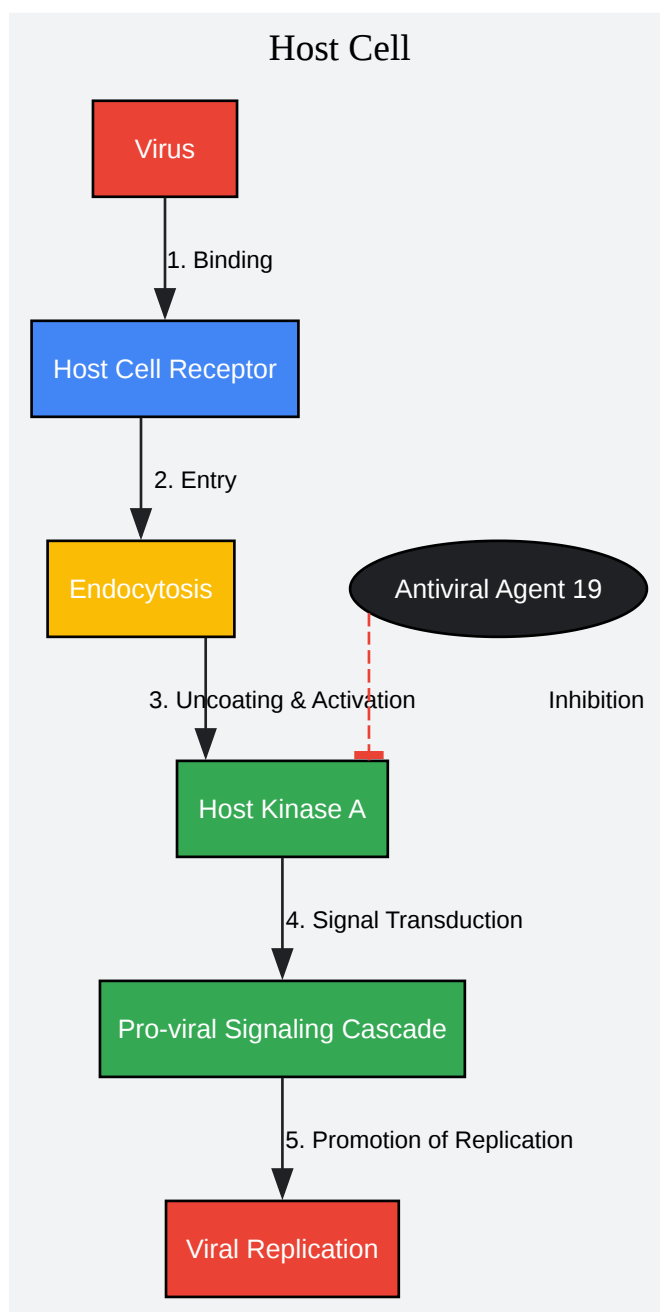 Host Cell
Virus
1. Binding
Host Cell Receptor
2. Entry
Endocytosis
Antiviral Agent 19
3. Uncoating & Activation
Inhibition
Host Kinase A
4. Signal Transduction
Pro-viral Signaling Cascade
5. Promotion of Replication
Viral Replication